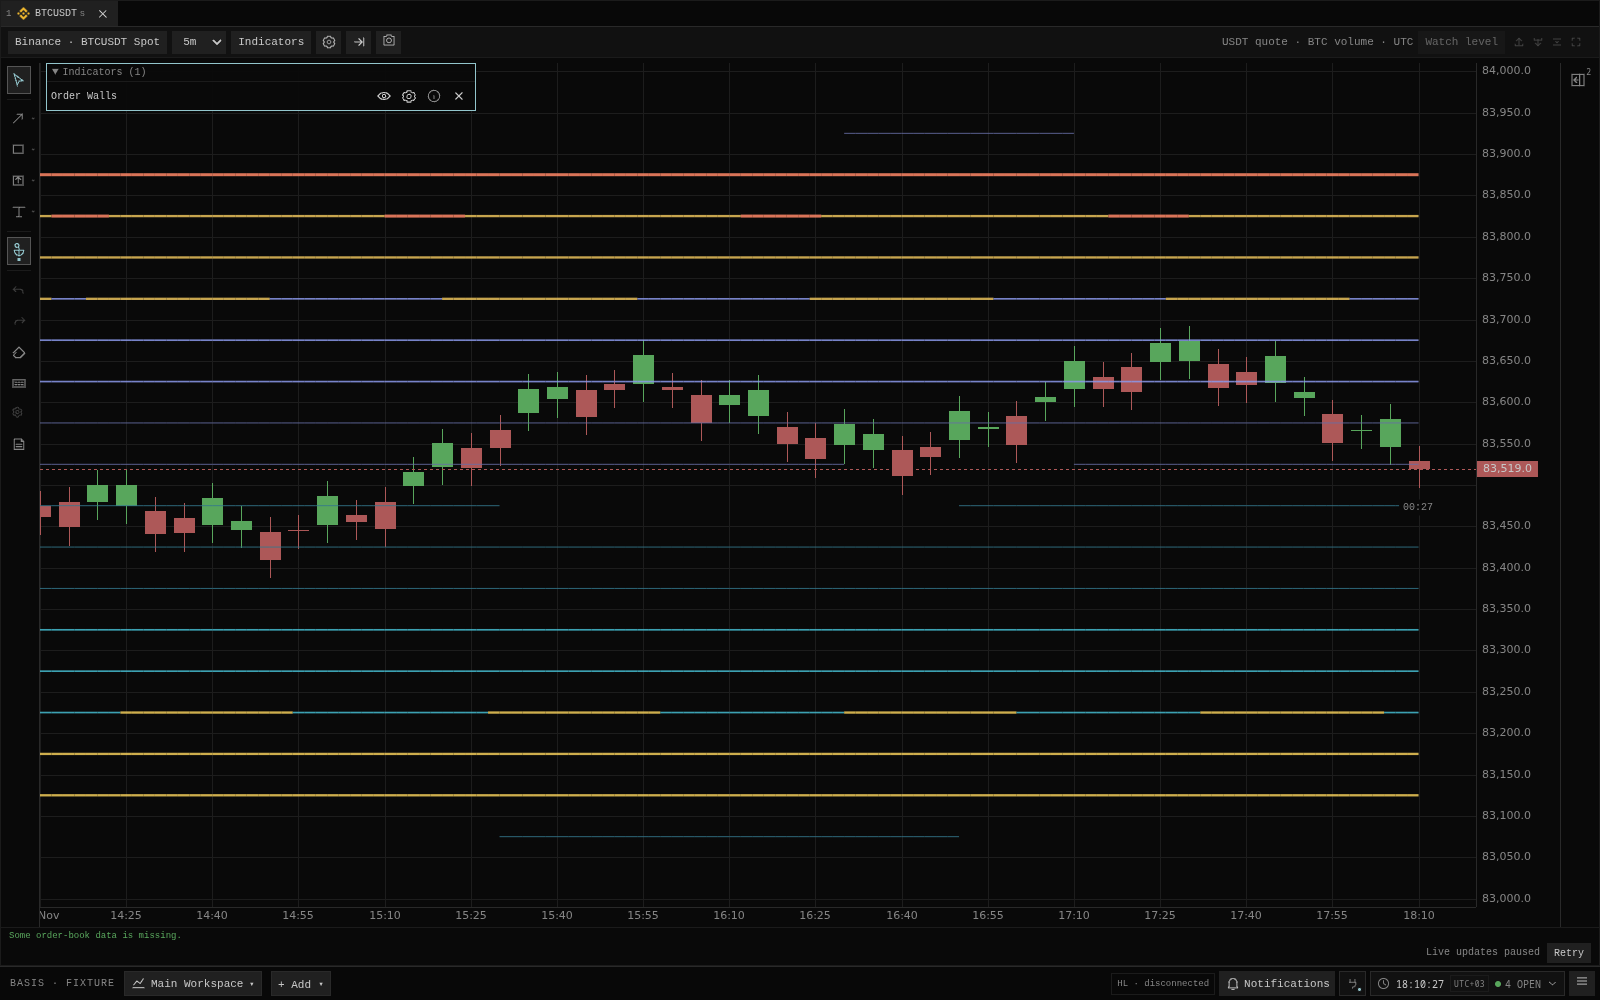 1 BTCUSDT S
Binance · BTCUSDT Spot 5m Indicators
USDT quote · BTC volume · UTC Watch level
Indicators (1)
Order Walls
2
84,000.0
83,950.0
83,900.0
83,850.0
83,800.0
83,750.0
83,700.0
83,650.0
83,600.0
83,550.0
83,519.0
00:27
83,450.0
83,400.0
83,350.0
83,300.0
83,250.0
83,200.0
83,150.0
83,100.0
83,050.0
83,000.0
Nov 14:25 14:40 14:55 15:10 15:25 15:40 15:55 16:10 16:25 16:40 16:55 17:10 17:25 17:40 17:55 18:10
Some order-book data is missing.
Live updates paused Retry
BASIS · FIXTURE Main Workspace + Add
HL · disconnected Notifications 18:10:27 UTC+03 4 OPEN